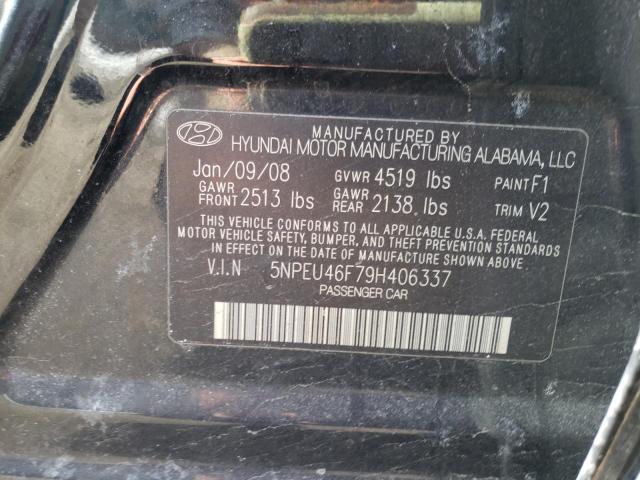 MANUFACTURED BY
HYUNDAI MOTOR MANUFACTURING ALABAMA, LLC
Jan/09/08 GVWR 4519 lbs PAINT F1
GAWR FRONT 2513 lbs GAWR REAR 2138 lbs TRIM V2
THIS VEHICLE CONFORMS TO ALL APPLICABLE U.S.A. FEDERAL
MOTOR VEHICLE SAFETY, BUMPER, AND THEFT PREVENTION STANDARDS
IN EFFECT ON THE DATE OF MANUFACTURE SHOWN ABOVE.
V.I.N 5NPEU46F79H406337
PASSENGER CAR